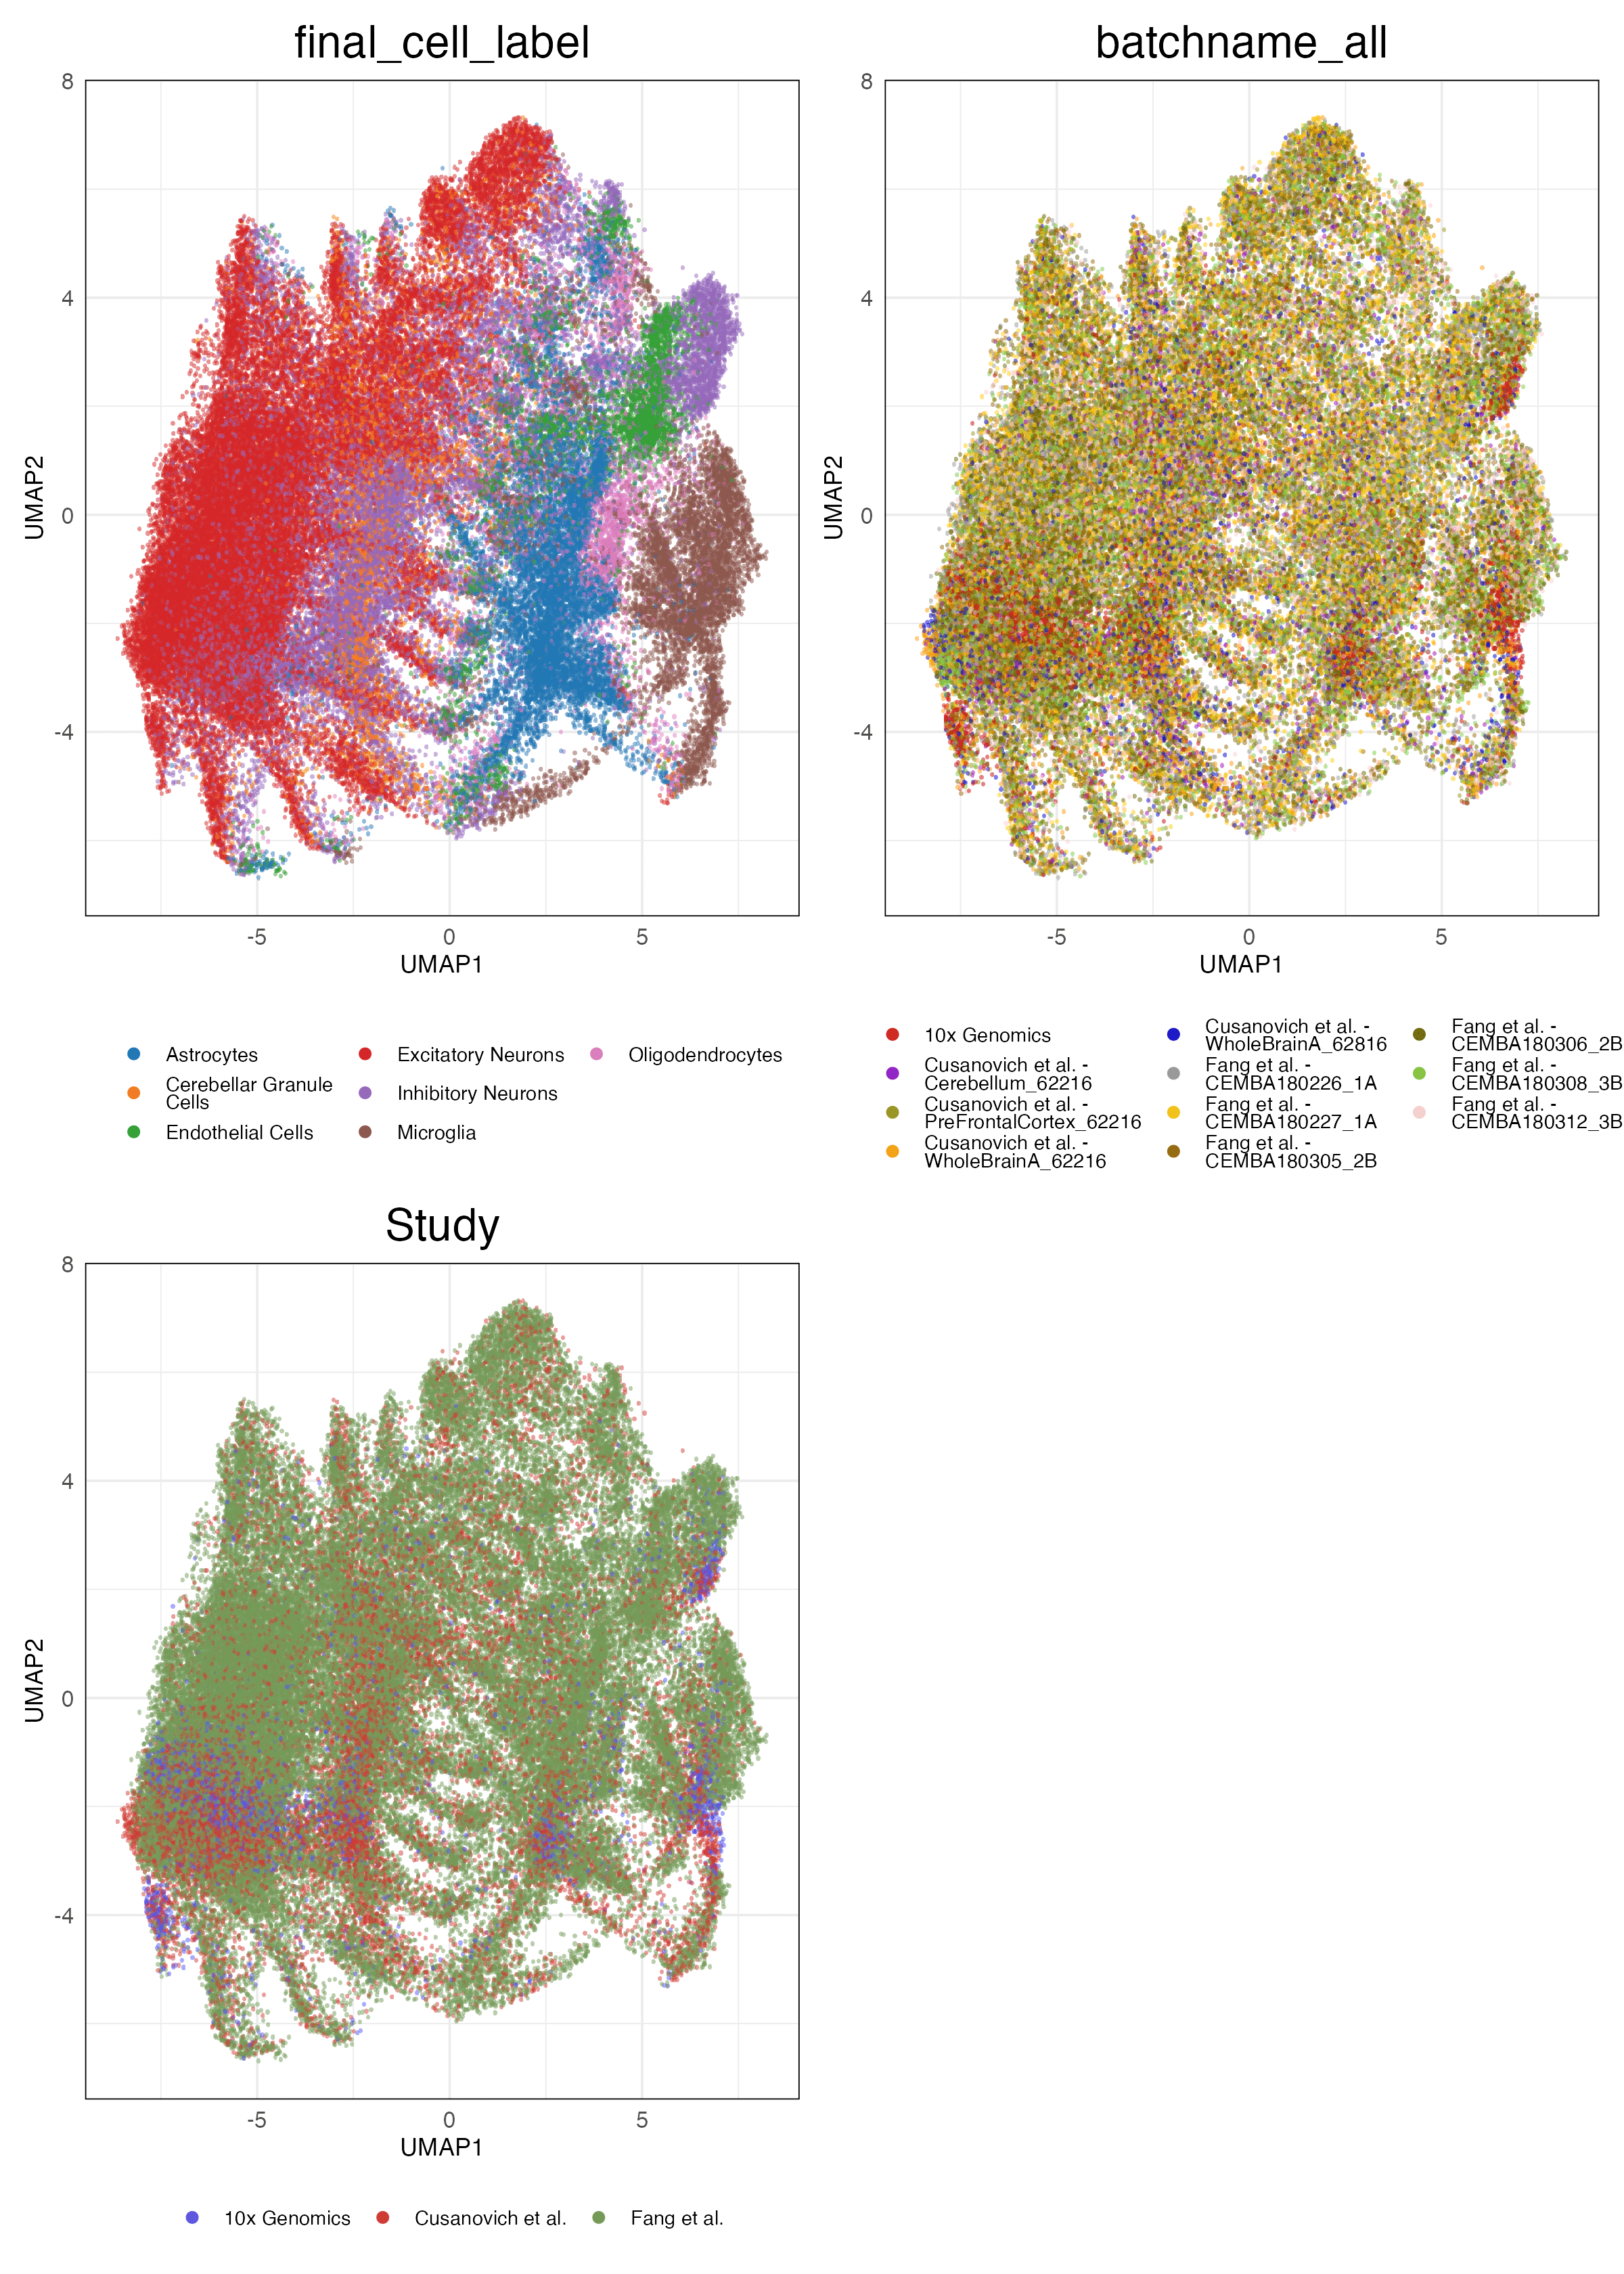 final_cell_label
8
4
0
-4
UMAP2
-5 0 5
UMAP1
Astrocytes
Cerebellar Granule
Cells
Endothelial Cells
Excitatory Neurons
Inhibitory Neurons
Microglia
Oligodendrocytes
batchname_all
8
4
0
-4
UMAP2
-5 0 5
UMAP1
10x Genomics
Cusanovich et al. -
Cerebellum_62216
Cusanovich et al. -
PreFrontalCortex_62216
Cusanovich et al. -
WholeBrainA_62216
Cusanovich et al. -
WholeBrainA_62816
Fang et al. -
CEMBA180226_1A
Fang et al. -
CEMBA180227_1A
Fang et al. -
CEMBA180305_2B
Fang et al. -
CEMBA180306_2B
Fang et al. -
CEMBA180308_3B
Fang et al. -
CEMBA180312_3B
Study
8
4
0
-4
UMAP2
-5 0 5
UMAP1
10x Genomics Cusanovich et al. Fang et al.